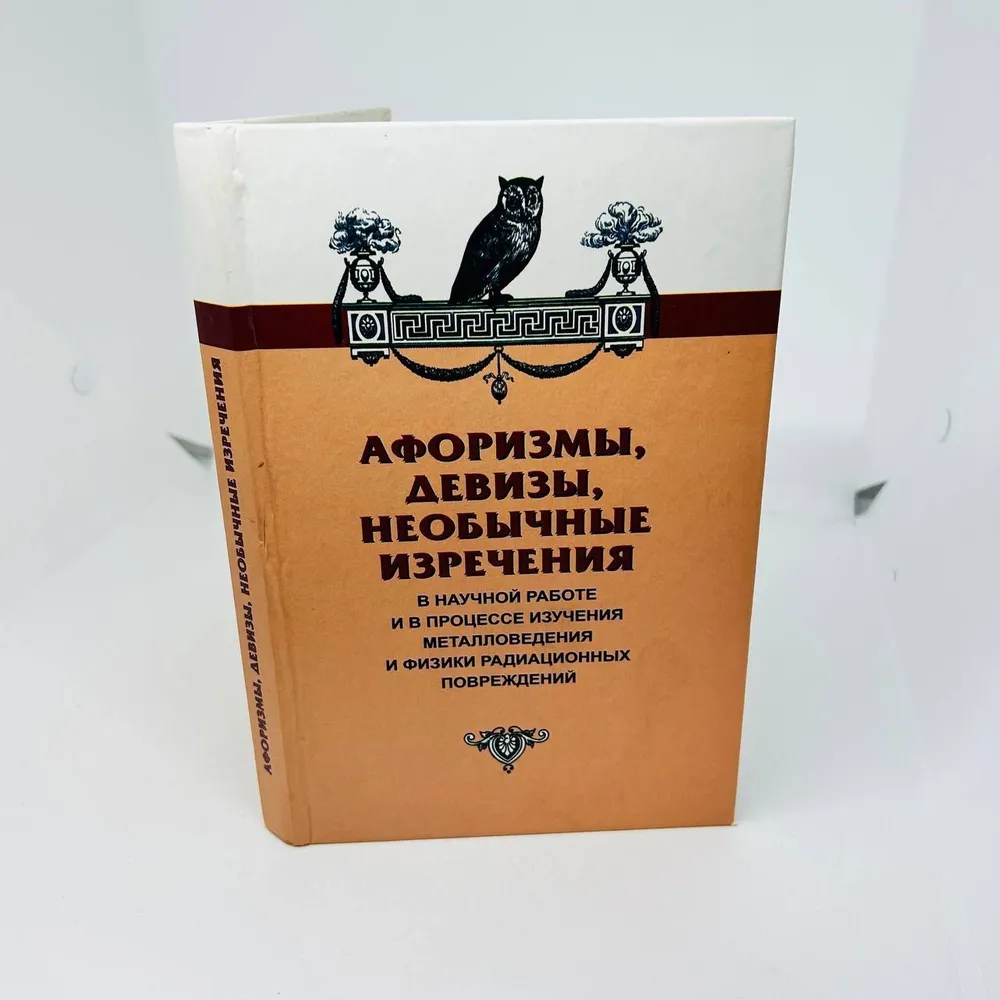 АФОРИЗМЫ, ДЕВИЗЫ, НЕОБЫЧНЫЕ ИЗРЕЧЕНИЯ
АФОРИЗМЫ,
ДЕВИЗЫ,
НЕОБЫЧНЫЕ
ИЗРЕЧЕНИЯ
В НАУЧНОЙ РАБОТЕ
И В ПРОЦЕССЕ ИЗУЧЕНИЯ
МЕТАЛЛОВЕДЕНИЯ
И ФИЗИКИ РАДИАЦИОННЫХ
ПОВРЕЖДЕНИЙ